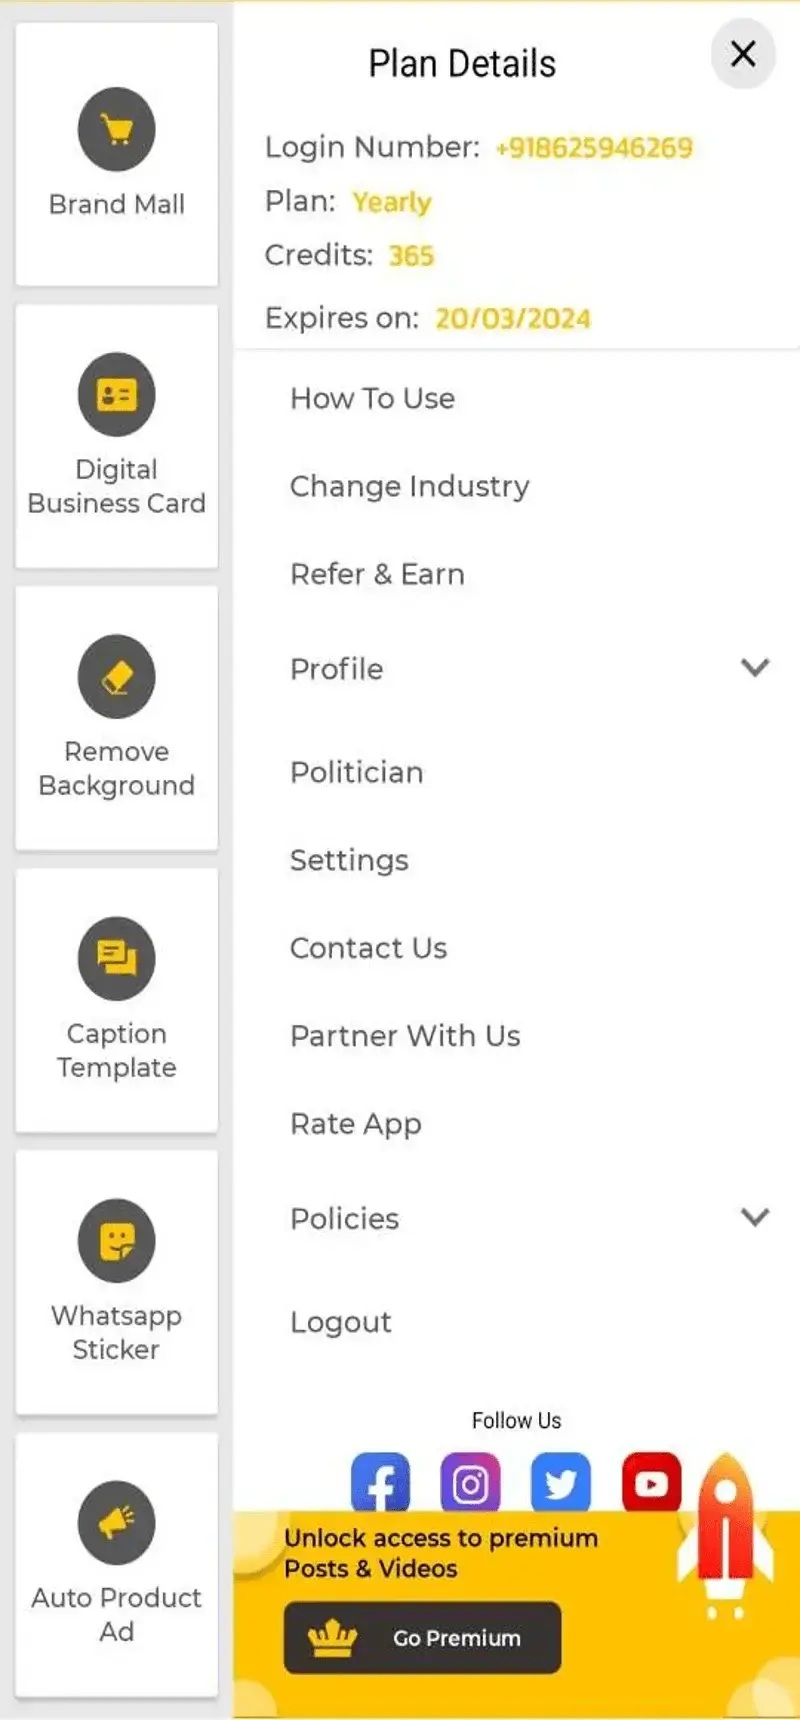 Brand Mall
Digital
Business Card
Remove
Background
Caption
Template
Whatsapp
Sticker
Auto Product
Ad
Plan Details
Login Number: +918625946269
Plan: Yearly
Credits: 365
Expires on: 20/03/2024
How To Use
Change Industry
Refer & Earn
Profile
Politician
Settings
Contact Us
Partner With Us
Rate App
Policies
Logout
Follow Us
Unlock access to premium
Posts & Videos
Go Premium